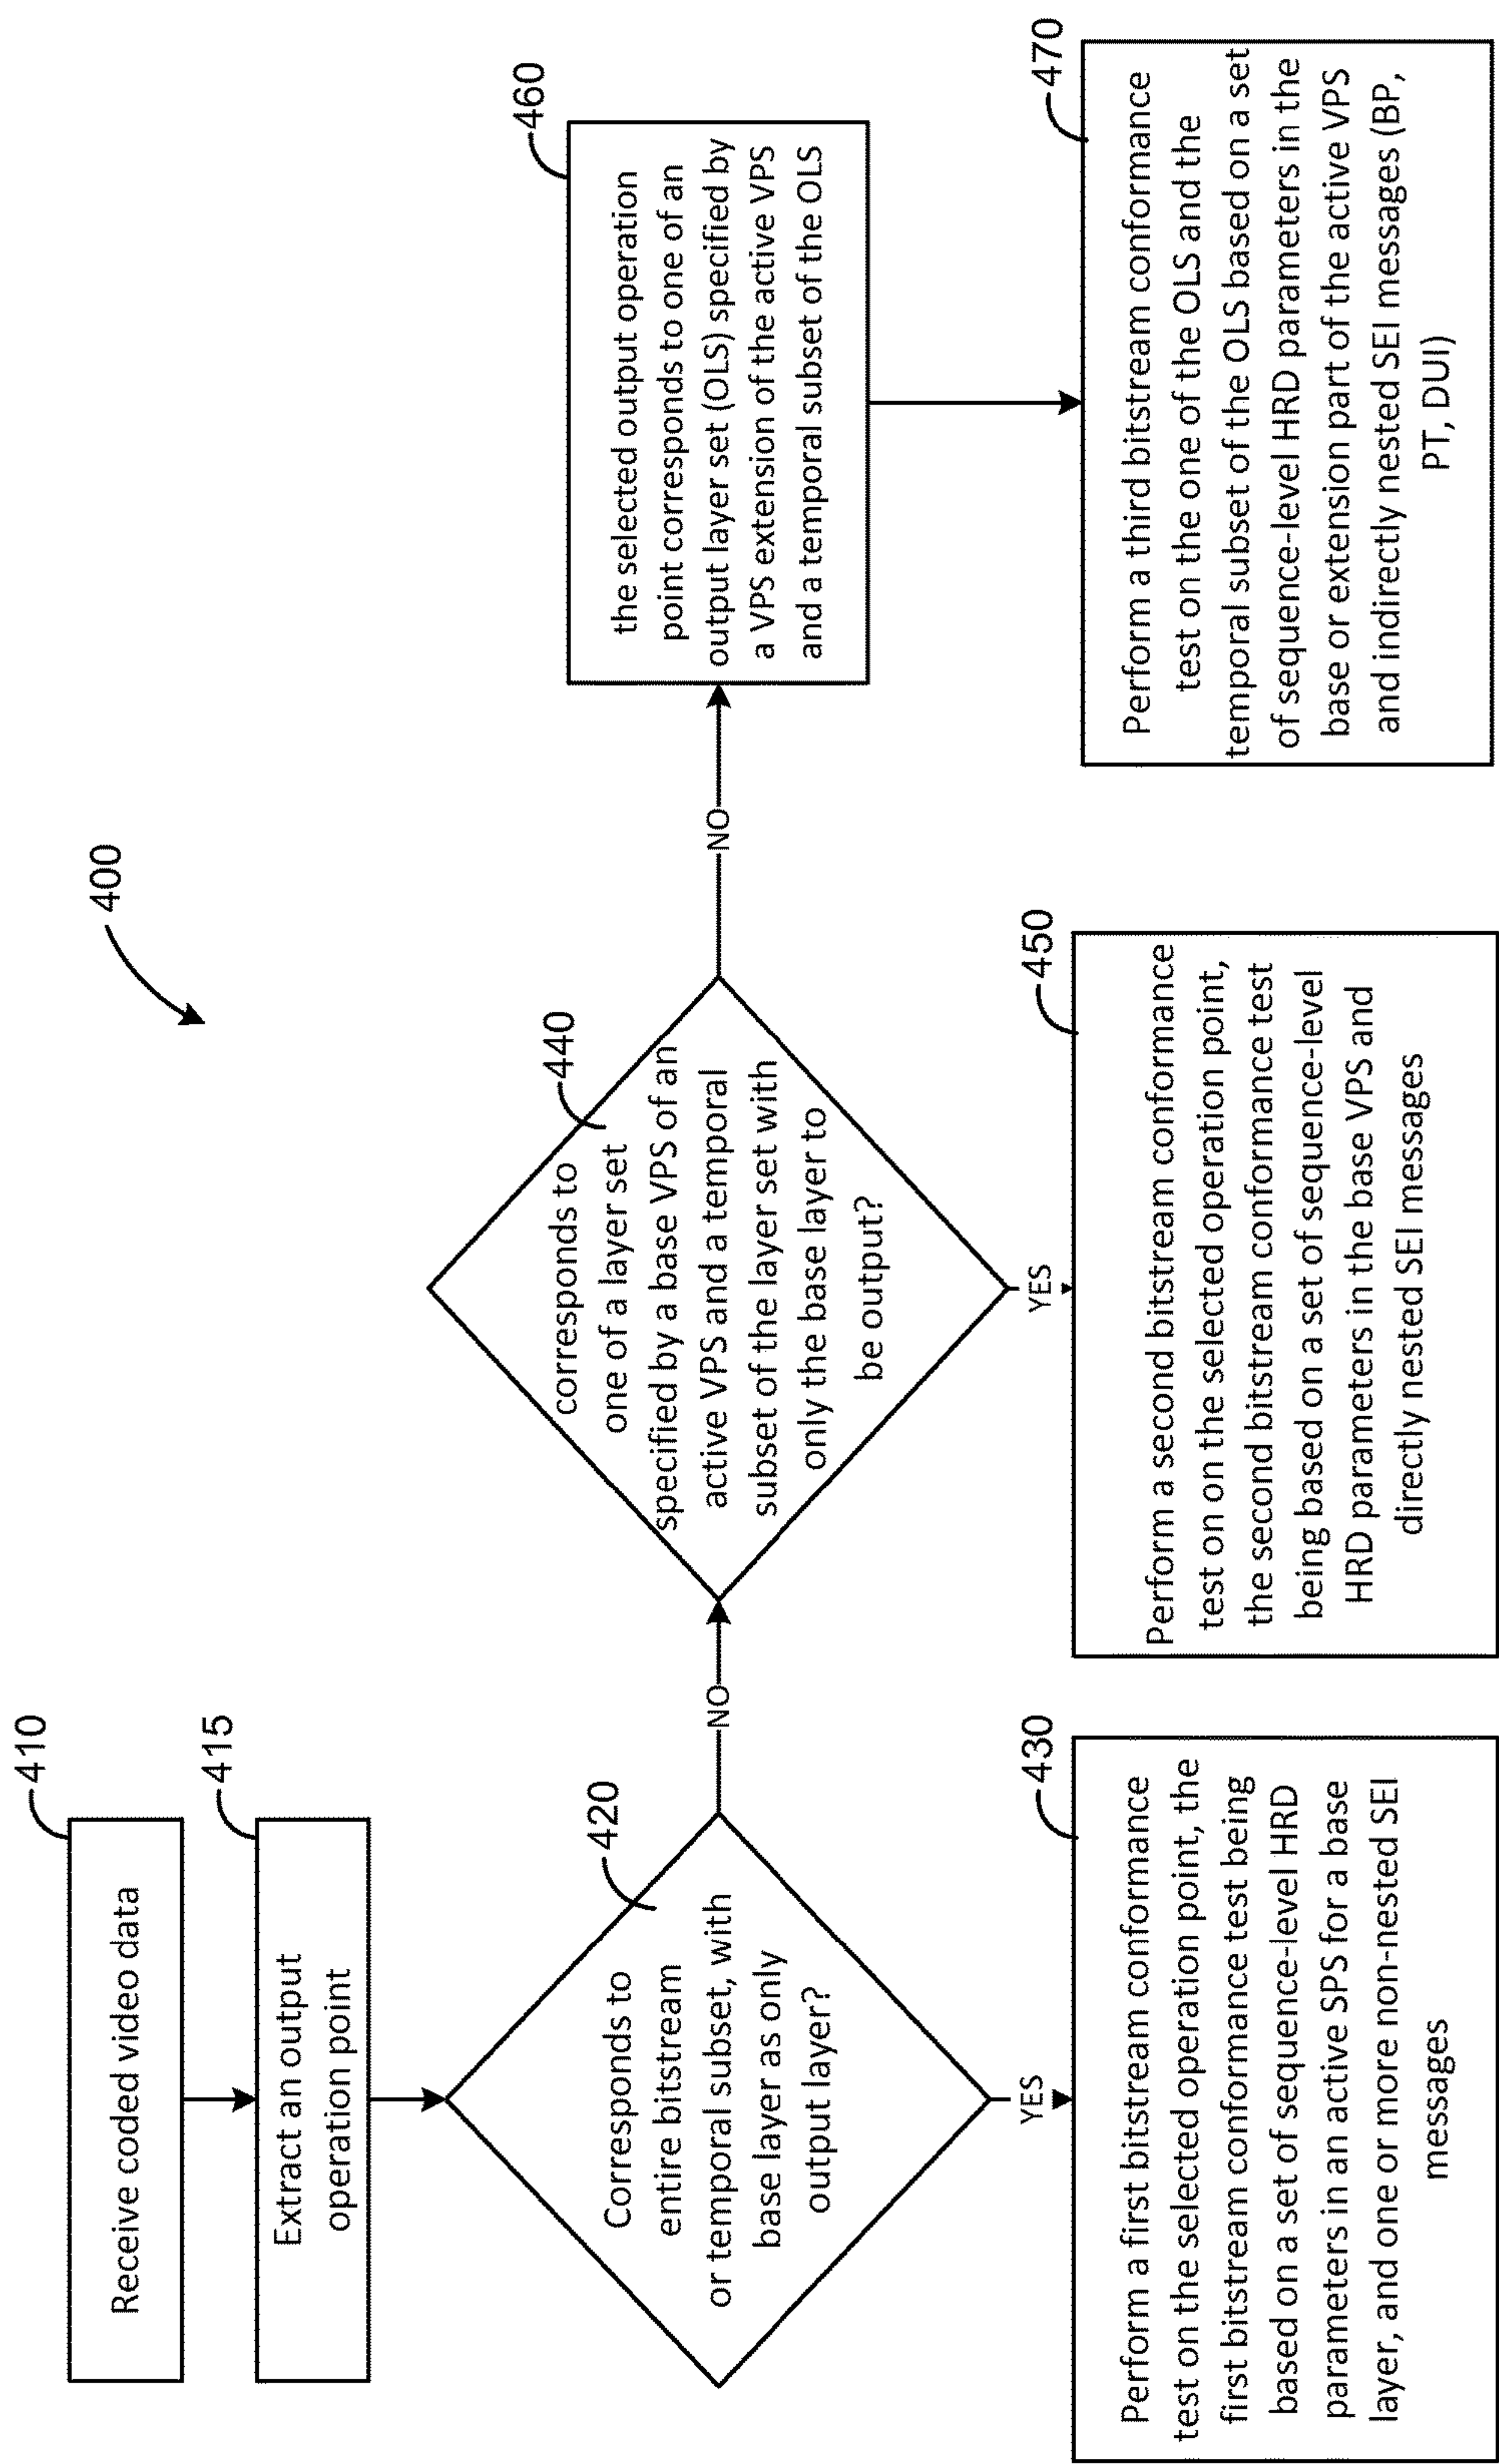 400
410
Receive coded video data
415
Extract an output
operation point
420
Corresponds to
entire bitstream
or temporal subset, with
base layer as only
output layer?
YES
NO
430
Perform a first bitstream conformance
test on the selected operation point, the
first bitstream conformance test being
based on a set of sequence-level HRD
parameters in an active SPS for a base
layer, and one or more non-nested SEI
messages
440
corresponds to
one of a layer set
specified by a base VPS of an
active VPS and a temporal
subset of the layer set with
only the base layer to
be output?
YES
NO
450
Perform a second bitstream conformance
test on on the selected operation point,
the second bitstream conformance test
being based on a set of sequence-level
HRD parameters in the base VPS and
directly nested SEI messages
460
the selected output operation
point corresponds to one of an
output layer set (OLS) specified by
a VPS extension of the active VPS
and a temporal subset of the OLS
470
Perform a third bitstream conformance
test on the one of the OLS and the
temporal subset of the OLS based on a set
of sequence-level HRD parameters in the
base or extension part of the active VPS
and indirectly nested SEI messages (BP,
PT, DUI)